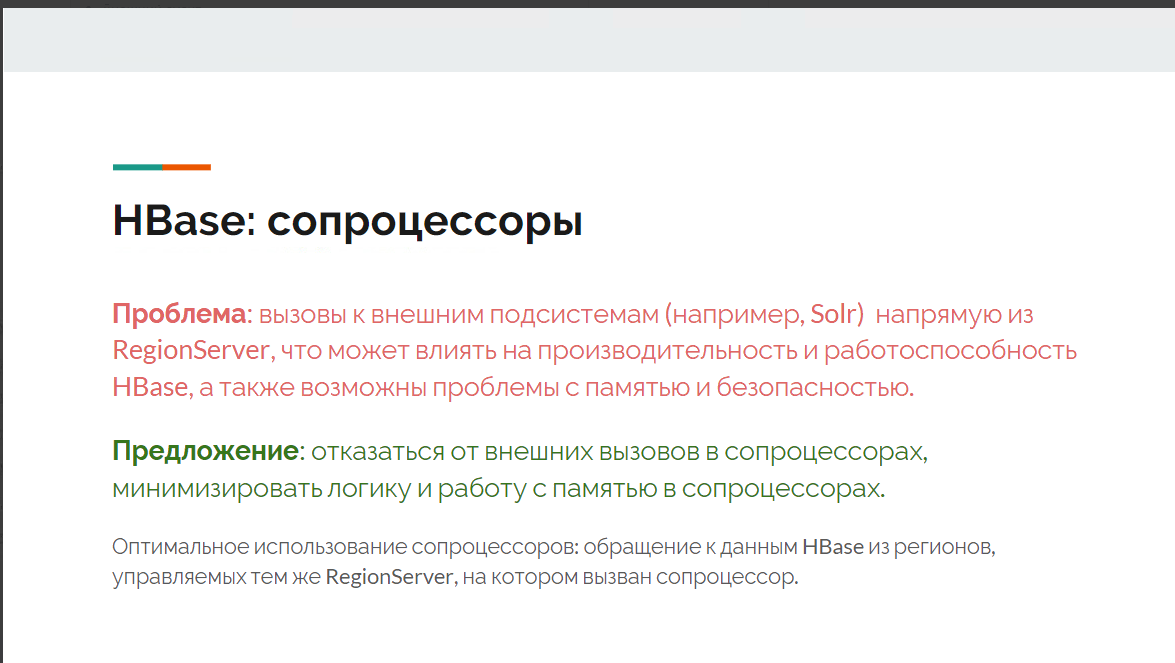 HBase: сопроцессоры
Проблема: вызовы к внешним подсистемам (например, Solr) напрямую из
RegionServer, что может влиять на производительность и работоспособность
HBase, а также возможны проблемы с памятью и безопасностью.
Предложение: отказаться от внешних вызовов в сопроцессорах,
минимизировать логику и работу с памятью в сопроцессорах.
Оптимальное использование сопроцессоров: обращение к данным HBase из регионов,
управляемых тем же RegionServer, на котором вызван сопроцессор.